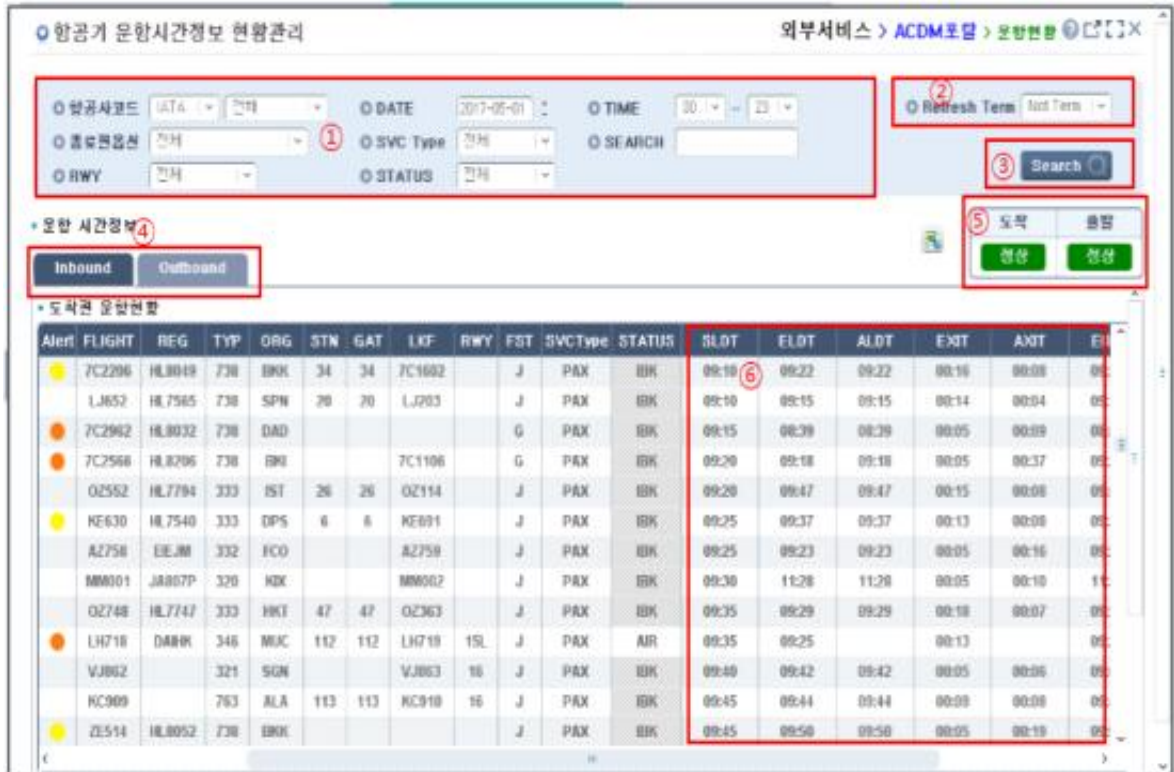 항공기 운항시간정보 현황관리
외부서비스 > ACDM포탈 > 운항현황
항공사코드 IATA 전체 DATE 2017-05-01 TIME 00 ~ 23 ② Refresh Term Not Term
종료편옵션 전체 ① SVC Type 전체 SEARCH
RWY 전체 STATUS 전체 ③ Search
운항 시간정보 ④ ⑤ 도착 출발
Inbound Outbound 정상 정상
도착편 운항현황
Alert FLIGHT REG TYP ORG STN GAT LKF RWY FST SVCType STATUS SLDT ELDT ALDT EXIT AXIT
7C2206 HL8049 738 BKK 34 34 7C1602 J PAX IBK 09:10 ⑥ 09:22 09:22 00:16 00:08
LJ652 HL7565 738 SPN 20 20 LJ203 J PAX IBK 09:10 09:15 09:15 00:14 00:04
7C2962 HL8032 738 DAD G PAX IBK 09:15 08:39 08:39 00:05 00:09
7C2566 HL8206 738 BKI 7C1106 G PAX IBK 09:20 09:18 09:18 00:05 00:37
OZ552 HL7794 333 IST 26 26 OZ114 J PAX IBK 09:20 09:47 09:47 00:15 00:08
KE630 HL7540 333 DPS 6 6 KE691 J PAX IBK 09:25 09:37 09:37 00:13 00:08
AZ758 EIEJM 332 FCO AZ759 J PAX IBK 09:25 09:23 09:23 00:05 00:16
MM001 JA807P 320 KIX MM002 J PAX IBK 09:30 11:28 11:28 00:05 00:10
OZ748 HL7747 333 HKT 47 47 OZ363 J PAX IBK 09:35 09:29 09:29 00:18 00:07
LH718 DAIHK 346 MUC 112 112 LH719 15L J PAX AIR 09:35 09:25 00:13
VJ862 321 SGN VJ863 16 J PAX IBK 09:40 09:42 09:42 00:05 00:06
KC909 763 ALA 113 113 KC910 16 J PAX IBK 09:45 09:44 09:44 00:09 00:08
ZE514 HL8052 738 BKK J PAX IBK 09:45 09:50 09:50 00:05 00:19